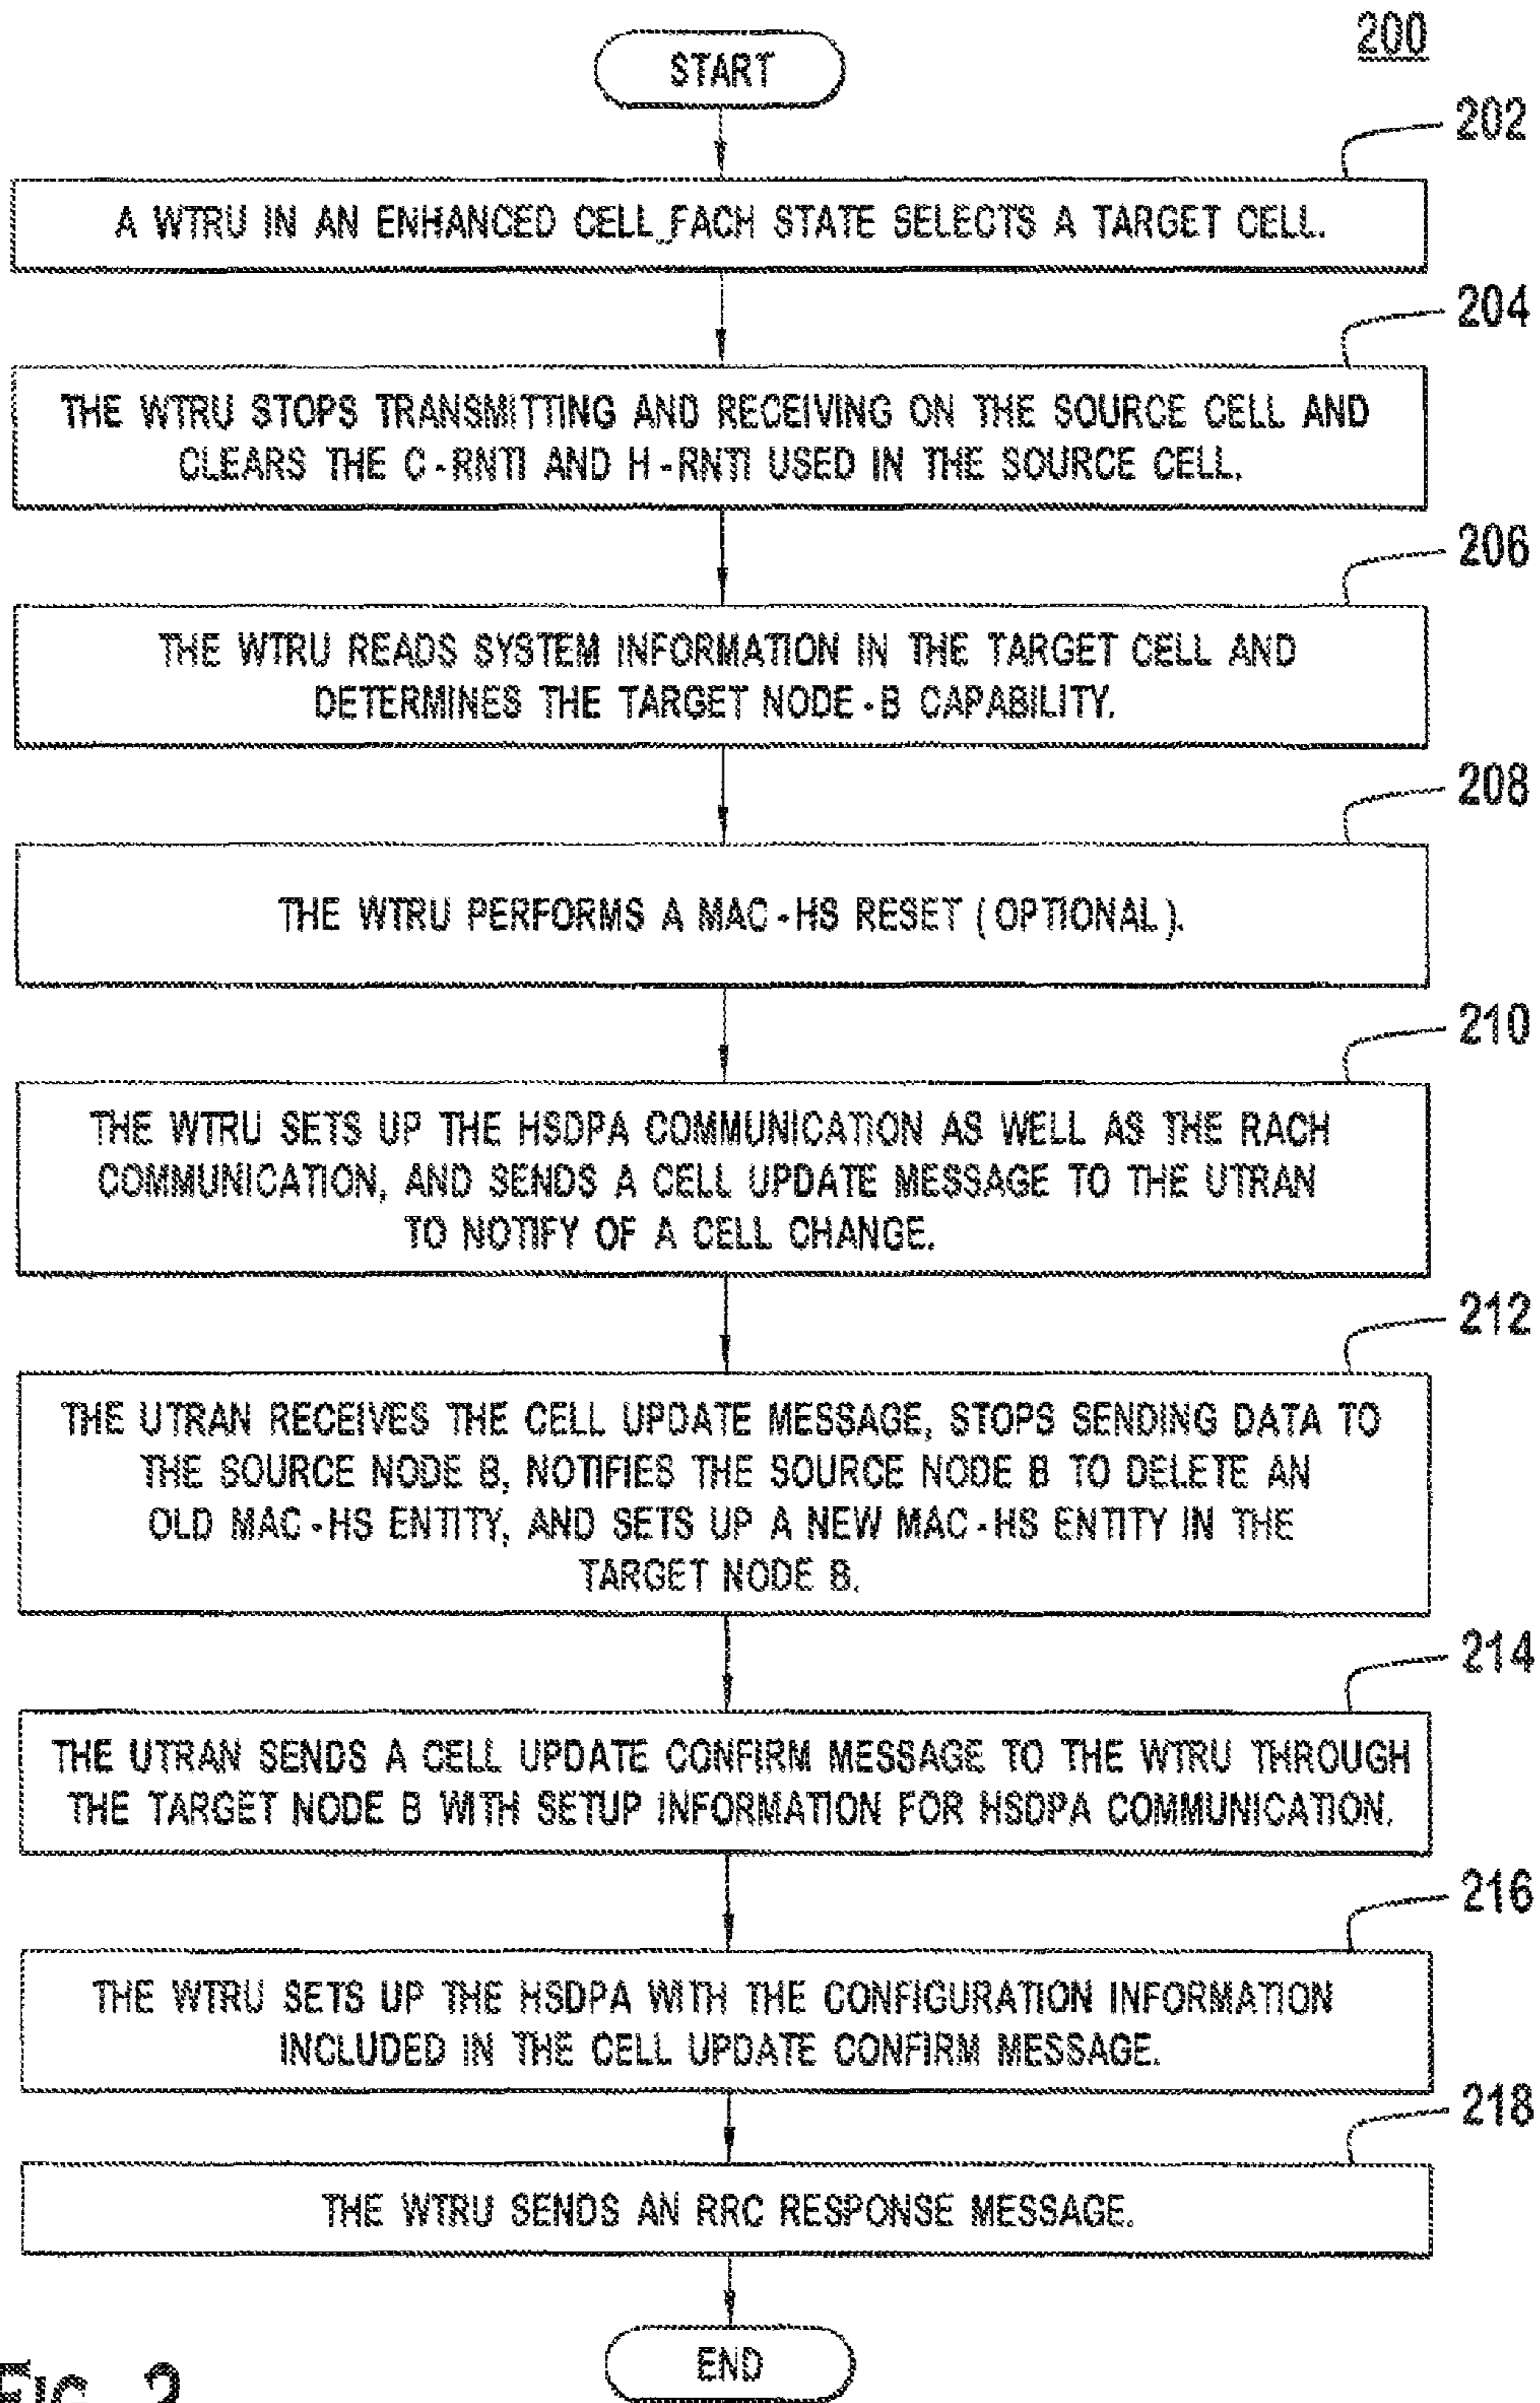 200
START
202
A WTRU IN AN ENHANCED CELL_FACH STATE SELECTS A TARGET CELL.
204
THE WTRU STOPS TRANSMITTING AND RECEIVING ON THE SOURCE CELL AND
CLEARS THE C-RNTI AND H-RNTI USED IN THE SOURCE CELL.
206
THE WTRU READS SYSTEM INFORMATION IN THE TARGET CELL AND
DETERMINES THE TARGET NODE-B CAPABILITY.
208
THE WTRU PERFORMS A MAC-HS RESET (OPTIONAL).
210
THE WTRU SETS UP THE HSDPA COMMUNICATION AS WELL AS THE RACH
COMMUNICATION, AND SENDS A CELL UPDATE MESSAGE TO THE UTRAN
TO NOTIFY OF A CELL CHANGE.
212
THE UTRAN RECEIVES THE CELL UPDATE MESSAGE, STOPS SENDING DATA TO
THE SOURCE NODE B, NOTIFIES THE SOURCE NODE B TO DELETE AN
OLD MAC-HS ENTITY, AND SETS UP A NEW MAC-HS ENTITY IN THE
TARGET NODE B.
214
THE UTRAN SENDS A CELL UPDATE CONFIRM MESSAGE TO THE WTRU THROUGH
THE TARGET NODE B WITH SETUP INFORMATION FOR HSDPA COMMUNICATION.
216
THE WTRU SETS UP THE HSDPA WITH THE CONFIGURATION INFORMATION
INCLUDED IN THE CELL UPDATE CONFIRM MESSAGE.
218
THE WTRU SENDS AN RRC RESPONSE MESSAGE.
END